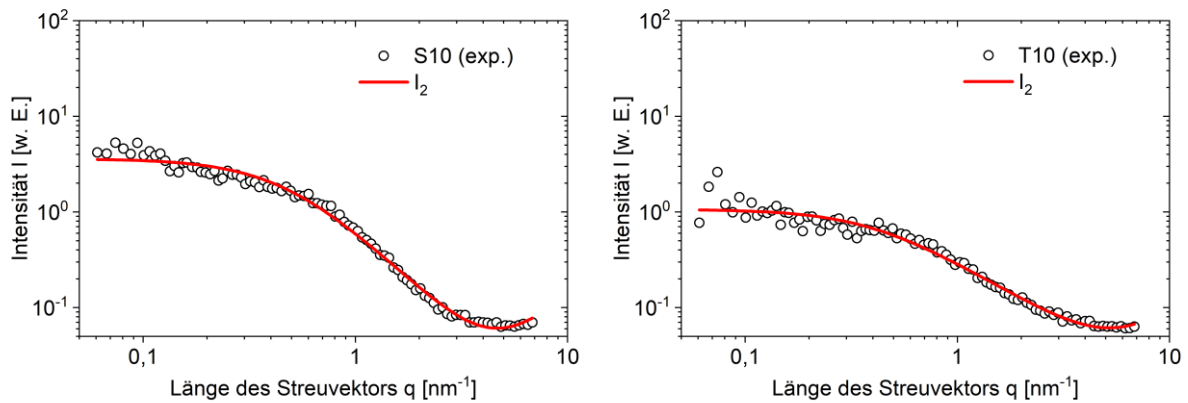 10²
10¹
10⁰
10⁻¹
Intensität I [w. E.]
S10 (exp.)
I₂
0,1
1
10
Länge des Streuvektors q [nm⁻¹]
10²
10¹
10⁰
10⁻¹
Intensität I [w. E.]
T10 (exp.)
I₂
0,1
1
10
Länge des Streuvektors q [nm⁻¹]